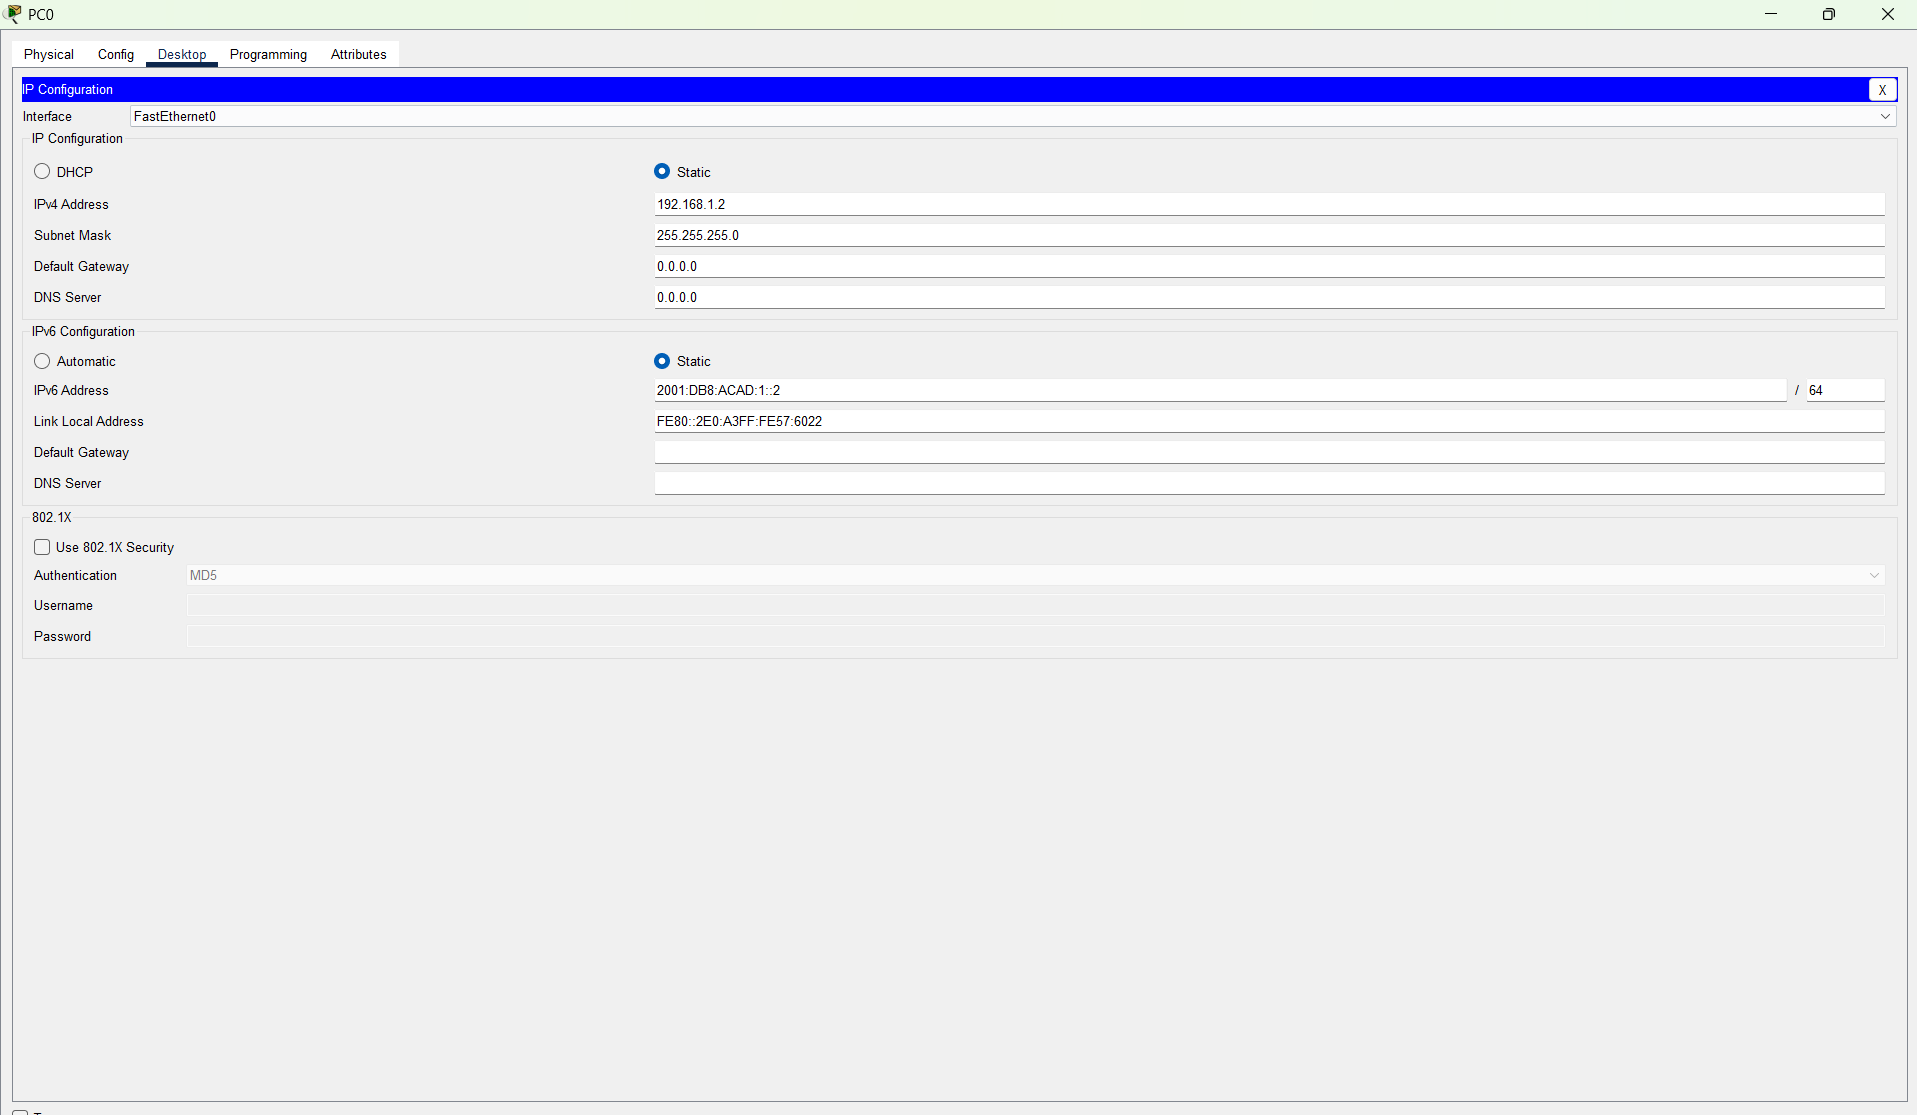 PC0
Physical Config Desktop Programming Attributes
IP Configuration X
Interface FastEthernet0
IP Configuration
DHCP Static
IPv4 Address 192.168.1.2
Subnet Mask 255.255.255.0
Default Gateway 0.0.0.0
DNS Server 0.0.0.0
IPv6 Configuration
Automatic Static
IPv6 Address 2001:DB8:ACAD:1::2 / 64
Link Local Address FE80::2E0:A3FF:FE57:6022
Default Gateway
DNS Server
802.1X
Use 802.1X Security
Authentication MD5
Username
Password